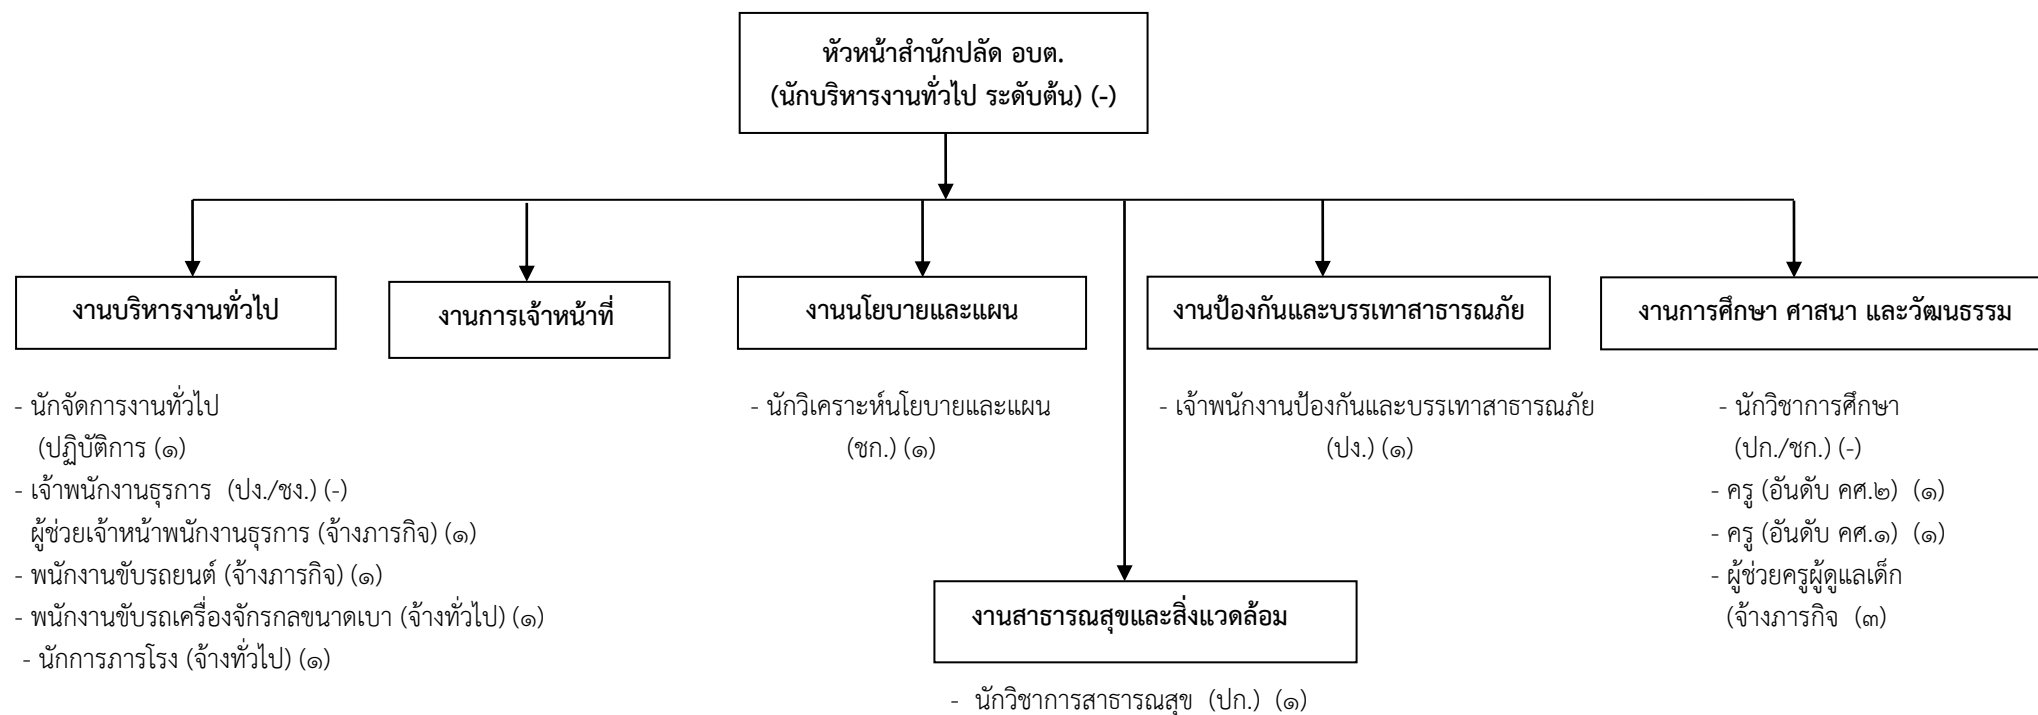 หัวหน้าสำนักปลัด อบต.
(นักบริหารงานทั่วไป ระดับต้น) (-)
งานบริหารงานทั่วไป
งานการเจ้าหน้าที่
งานนโยบายและแผน
งานป้องกันและบรรเทาสาธารณภัย
งานการศึกษา ศาสนา และวัฒนธรรม
- นักจัดการงานทั่วไป
(ปฏิบัติการ (๑)
- เจ้าพนักงานธุรการ (ปง./ชง.) (-)
ผู้ช่วยเจ้าหน้าพนักงานธุรการ (จ้างภารกิจ) (๑)
- พนักงานขับรถยนต์ (จ้างภารกิจ) (๑)
- พนักงานขับรถเครื่องจักรกลขนาดเบา (จ้างทั่วไป) (๑)
- นักการภารโรง (จ้างทั่วไป) (๑)
- นักวิเคราะห์นโยบายและแผน
(ชก.) (๑)
- เจ้าพนักงานป้องกันและบรรเทาสาธารณภัย
(ปง.) (๑)
- นักวิชาการศึกษา
(ปก./ชก.) (-)
- ครู (อันดับ คศ.๒) (๑)
- ครู (อันดับ คศ.๑) (๑)
- ผู้ช่วยครูผู้ดูแลเด็ก
(จ้างภารกิจ (๓)
งานสาธารณสุขและสิ่งแวดล้อม
- นักวิชาการสาธารณสุข (ปก.) (๑)